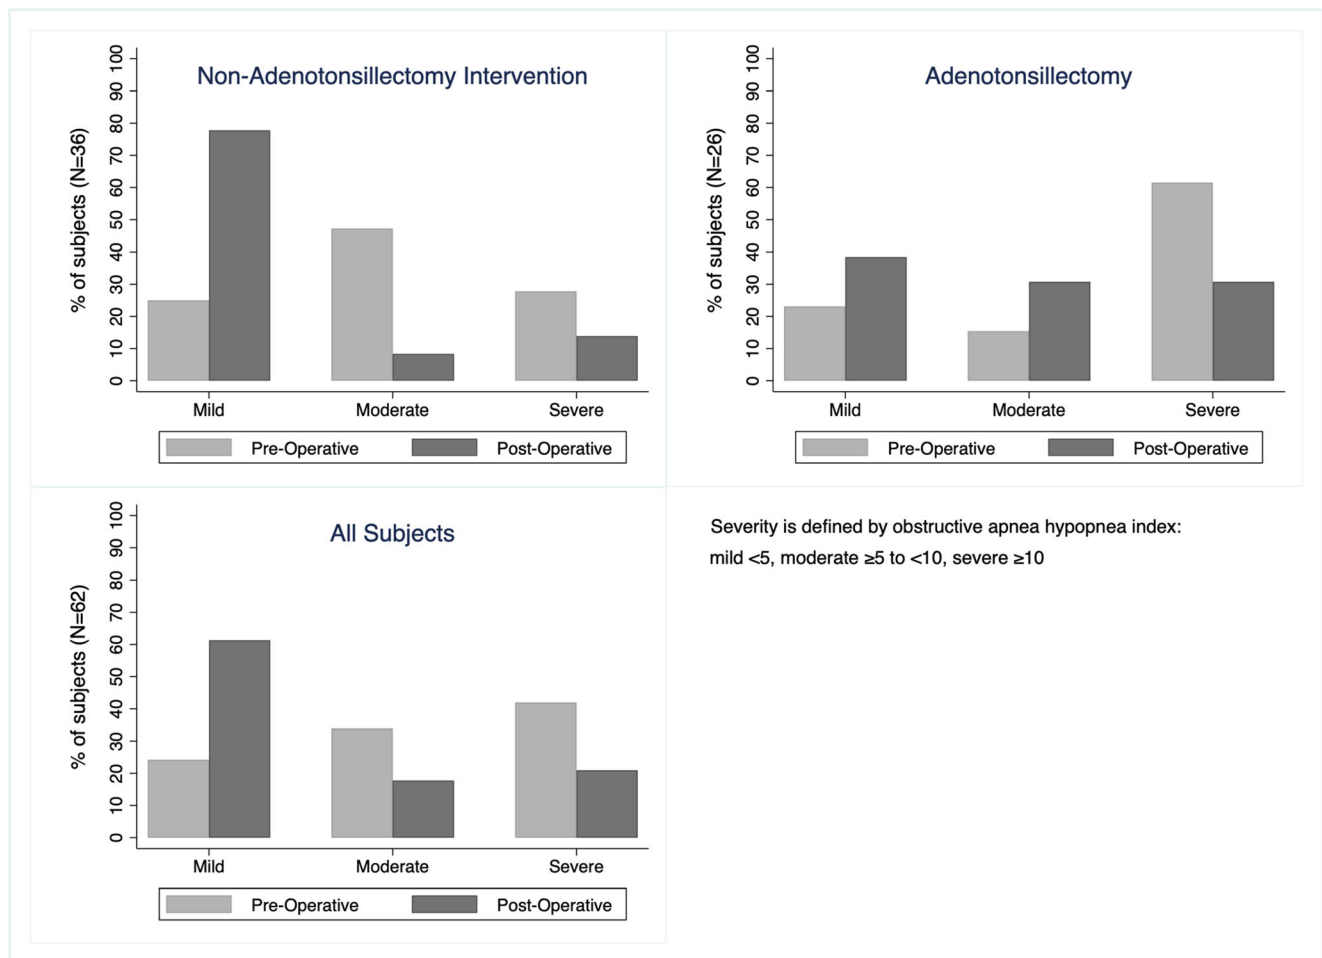 Non-Adenotonsillectomy Intervention
% of subjects (N=36)
100
90
80
70
60
50
40
30
20
10
0
Mild Moderate Severe
Pre-Operative Post-Operative
Adenotonsillectomy
% of subjects (N=26)
100
90
80
70
60
50
40
30
20
10
0
Mild Moderate Severe
Pre-Operative Post-Operative
All Subjects
% of subjects (N=62)
100
90
80
70
60
50
40
30
20
10
0
Mild Moderate Severe
Pre-Operative Post-Operative
Severity is defined by obstructive apnea hypopnea index:
mild <5, moderate ≥5 to <10, severe ≥10